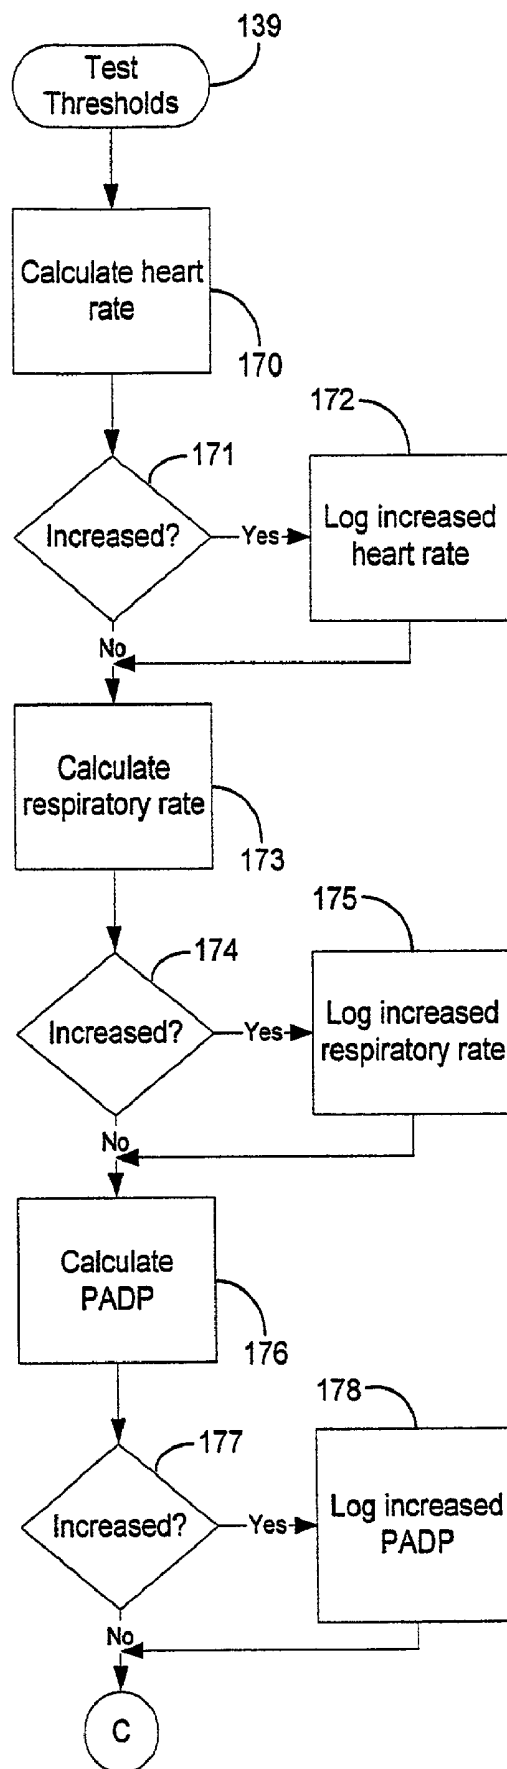 139
Test
Thresholds
Calculate heart
rate
170
172
171
Increased?
Yes
Log increased
heart rate
No
Calculate
respiratory rate
173
175
174
Increased?
Yes
Log increased
respiratory rate
No
Calculate
PADP
176
178
177
Increased?
Yes
Log increased
PADP
No
C